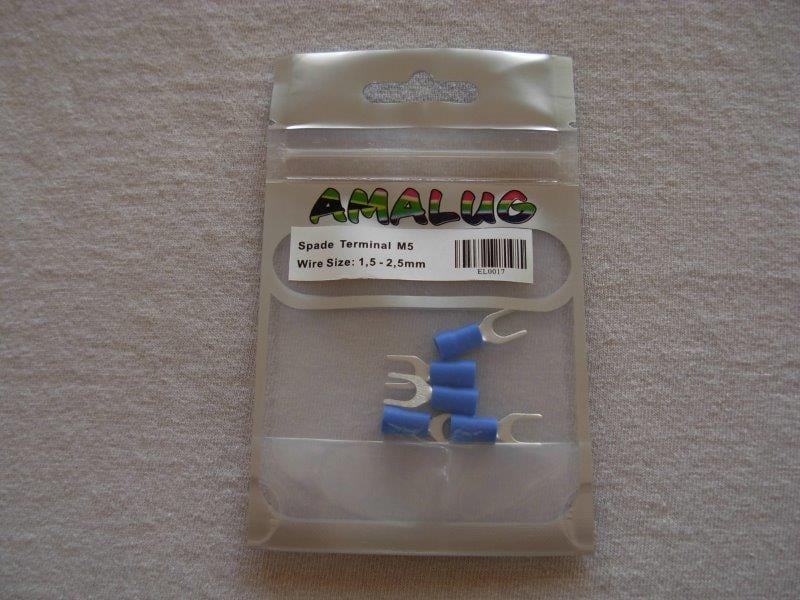 AMALUG
Spade Terminal M5
Wire Size: 1,5 - 2,5mm
EL0017